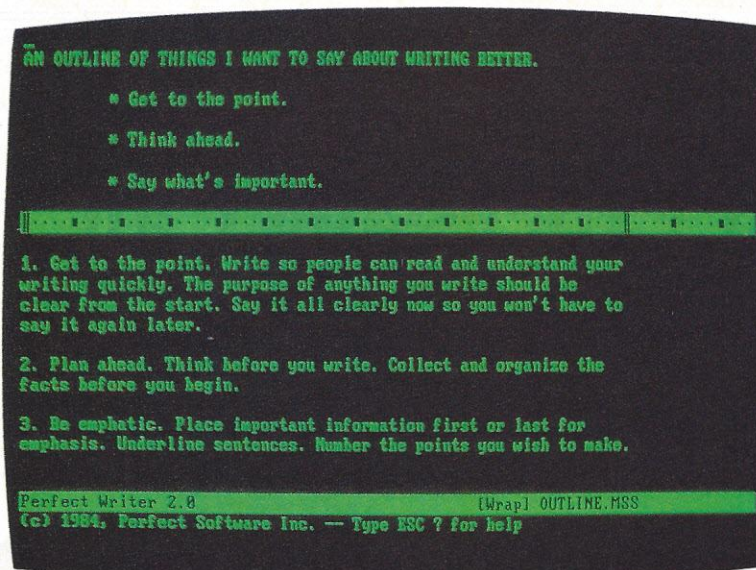 AN OUTLINE OF THINGS I WANT TO SAY ABOUT WRITING BETTER.
* Get to the point.
* Think ahead.
* Say what's important.
1. Get to the point. Write so people can read and understand your
writing quickly. The purpose of anything you write should be
clear from the start. Say it all clearly now so you won't have to
say it again later.
2. Plan ahead. Think before you write. Collect and organize the
facts before you begin.
3. Be emphatic. Place important information first or last for
emphasis. Underline sentences. Number the points you wish to make.
Perfect Writer 2.0 [Wrap] OUTLINE.MSS
(c) 1984, Perfect Software Inc. -- Type ESC ? for help